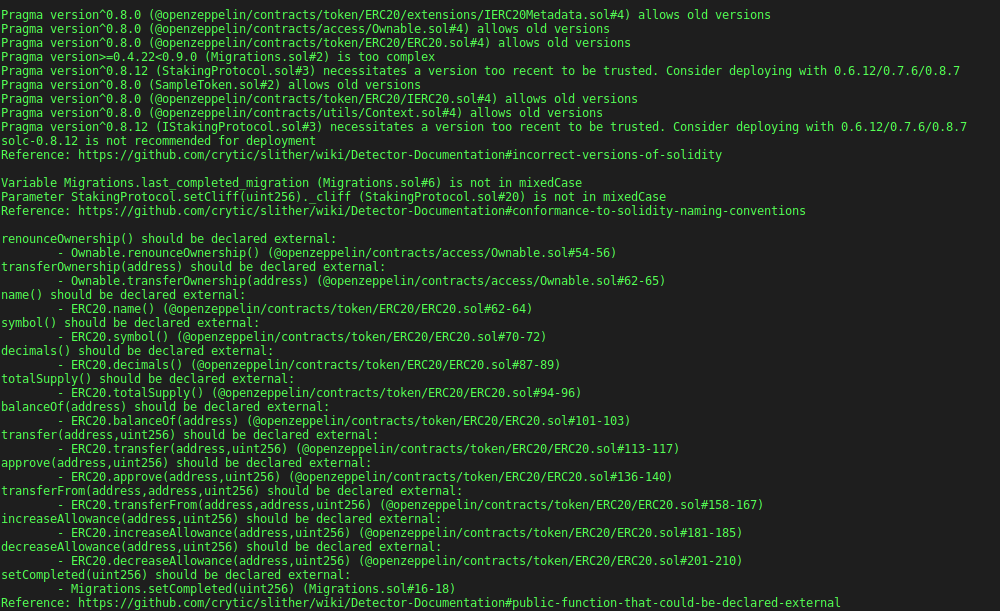 Pragma version^0.8.0 (@openzeppelin/contracts/token/ERC20/extensions/IERC20Metadata.sol#4) allows old versions
Pragma version^0.8.0 (@openzeppelin/contracts/access/Ownable.sol#4) allows old versions
Pragma version^0.8.0 (@openzeppelin/contracts/token/ERC20/ERC20.sol#4) allows old versions
Pragma version>=0.4.22<0.9.0 (Migrations.sol#2) is too complex
Pragma version^0.8.12 (StakingProtocol.sol#3) necessitates a version too recent to be trusted. Consider deploying with 0.6.12/0.7.6/0.8.7
Pragma version^0.8.0 (SampleToken.sol#2) allows old versions
Pragma version^0.8.0 (@openzeppelin/contracts/token/ERC20/IERC20.sol#4) allows old versions
Pragma version^0.8.0 (@openzeppelin/contracts/utils/Context.sol#4) allows old versions
Pragma version^0.8.12 (IStakingProtocol.sol#3) necessitates a version too recent to be trusted. Consider deploying with 0.6.12/0.7.6/0.8.7
solc-0.8.12 is not recommended for deployment
Reference: https://github.com/crytic/slither/wiki/Detector-Documentation#incorrect-versions-of-solidity

Variable Migrations.last_completed_migration (Migrations.sol#6) is not in mixedCase
Parameter StakingProtocol.setCliff(uint256)._cliff (StakingProtocol.sol#20) is not in mixedCase
Reference: https://github.com/crytic/slither/wiki/Detector-Documentation#conformance-to-solidity-naming-conventions

renounceOwnership() should be declared external:
        - Ownable.renounceOwnership() (@openzeppelin/contracts/access/Ownable.sol#54-56)
transferOwnership(address) should be declared external:
        - Ownable.transferOwnership(address) (@openzeppelin/contracts/access/Ownable.sol#62-65)
name() should be declared external:
        - ERC20.name() (@openzeppelin/contracts/token/ERC20/ERC20.sol#62-64)
symbol() should be declared external:
        - ERC20.symbol() (@openzeppelin/contracts/token/ERC20/ERC20.sol#70-72)
decimals() should be declared external:
        - ERC20.decimals() (@openzeppelin/contracts/token/ERC20/ERC20.sol#87-89)
totalSupply() should be declared external:
        - ERC20.totalSupply() (@openzeppelin/contracts/token/ERC20/ERC20.sol#94-96)
balanceOf(address) should be declared external:
        - ERC20.balanceOf(address) (@openzeppelin/contracts/token/ERC20/ERC20.sol#101-103)
transfer(address,uint256) should be declared external:
        - ERC20.transfer(address,uint256) (@openzeppelin/contracts/token/ERC20/ERC20.sol#113-117)
approve(address,uint256) should be declared external:
        - ERC20.approve(address,uint256) (@openzeppelin/contracts/token/ERC20/ERC20.sol#136-140)
transferFrom(address,address,uint256) should be declared external:
        - ERC20.transferFrom(address,address,uint256) (@openzeppelin/contracts/token/ERC20/ERC20.sol#158-167)
increaseAllowance(address,uint256) should be declared external:
        - ERC20.increaseAllowance(address,uint256) (@openzeppelin/contracts/token/ERC20/ERC20.sol#181-185)
decreaseAllowance(address,uint256) should be declared external:
        - ERC20.decreaseAllowance(address,uint256) (@openzeppelin/contracts/token/ERC20/ERC20.sol#201-210)
setCompleted(uint256) should be declared external:
        - Migrations.setCompleted(uint256) (Migrations.sol#16-18)
Reference: https://github.com/crytic/slither/wiki/Detector-Documentation#public-function-that-could-be-declared-external